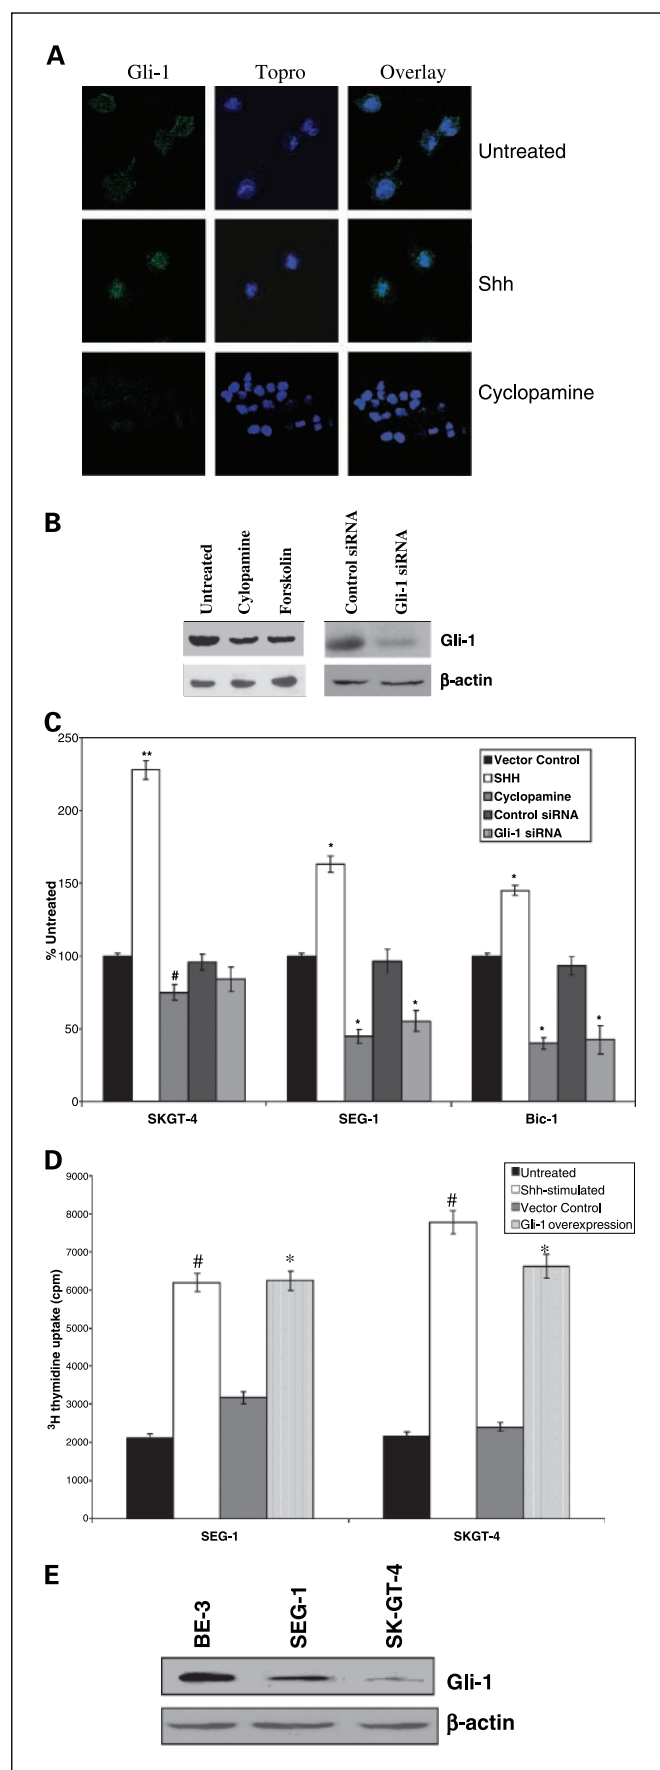 A
Gli-1 Topro Overlay
Untreated
Shh
Cyclopamine
B
Untreated
Cylopamine
Forskolin
Control siRNA
Gli-1 siRNA
Gli-1
β-actin
C
% Untreated
250
200
150
100
50
0
**
#
*
*
*
*
*
*
Vector Control
SHH
Cyclopamine
Control siRNA
Gli-1 siRNA
SKGT-4 SEG-1 Bic-1
D
³H thymidine uptake (cpm)
9000
8000
7000
6000
5000
4000
3000
2000
1000
0
#
*
#
*
Untreated
Shh-stimulated
Vector Control
Gli-1 overexpression
SEG-1 SKGT-4
E
BE-3
SEG-1
SK-GT-4
Gli-1
β-actin